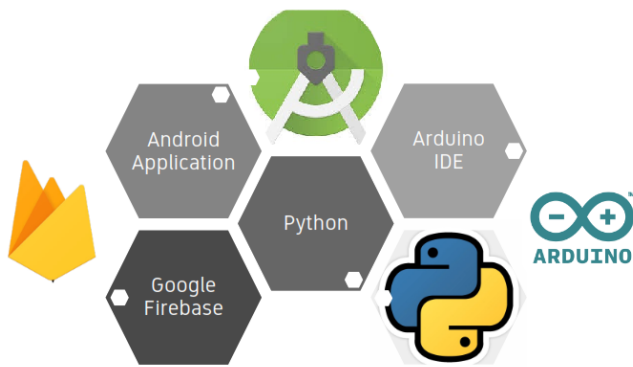 Android
Application
Arduino
IDE
Python
Google
Firebase
ARDUINO